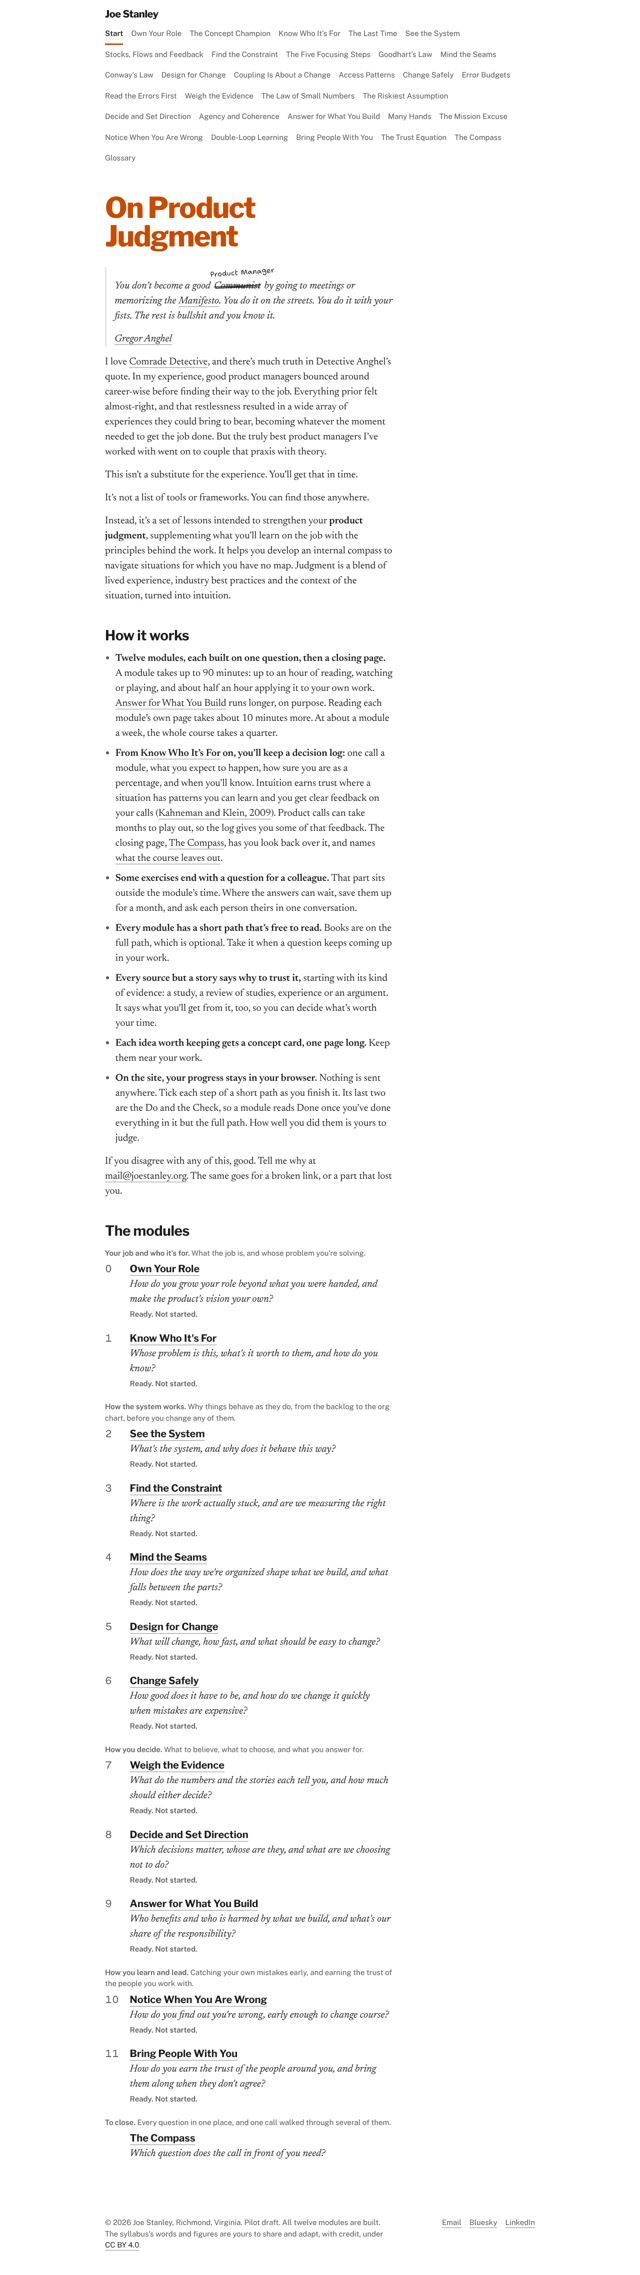 Joe Stanley
Start Own Your Role The Concept Champion Know Who It's For The Last Time See the System
Stocks, Flows and Feedback Find the Constraint The Five Focusing Steps Goodhart's Law Mind the Seams
Conway's Law Design for Change Coupling Is About a Change Access Patterns Change Safely Error Budgets
Read the Errors First Weigh the Evidence The Law of Small Numbers The Riskiest Assumption
Decide and Set Direction Agency and Coherence Answer for What You Build Many Hands The Mission Excuse
Notice When You Are Wrong Double-Loop Learning Bring People With You The Trust Equation The Compass
Glossary
On Product
Judgment
Product Manager
You don't become a good Communist by going to meetings or
memorizing the Manifesto. You do it on the streets. You do it with your
fists. The rest is bullshit and you know it.
Gregor Anghel
I love Comrade Detective, and there's much truth in Detective Anghel's
quote. In my experience, good product managers bounced around
career-wise before finding their way to the job. Everything prior felt
almost-right, and that restlessness resulted in a wide array of
experiences they could bring to bear, becoming whatever the moment
needed to get the job done. But the truly best product managers I've
worked with went on to couple that praxis with theory.
This isn't a substitute for the experience. You'll get that in time.
It's not a list of tools or frameworks. You can find those anywhere.
Instead, it's a set of lessons intended to strengthen your product
judgment, supplementing what you'll learn on the job with the
principles behind the work. It helps you develop an internal compass to
navigate situations for which you have no map. Judgment is a blend of
lived experience, industry best practices and the context of the
situation, turned into intuition.
How it works
• Twelve modules, each built on one question, then a closing page.
A module takes up to 90 minutes: up to an hour of reading, watching
or playing, and about half an hour applying it to your own work.
Answer for What You Build runs longer, on purpose. Reading each
module's own page takes about 10 minutes more. At about a module
a week, the whole course takes a quarter.
• From Know Who It's For on, you'll keep a decision log: one call a
module, what you expect to happen, how sure you are as a
percentage, and when you'll know. Intuition earns trust where a
situation has patterns you can learn and you get clear feedback on
your calls (Kahneman and Klein, 2009). Product calls can take
months to play out, so the log gives you some of that feedback. The
closing page, The Compass, has you look back over it, and names
what the course leaves out.
• Some exercises end with a question for a colleague. That part sits
outside the module's time. Where the answers can wait, save them up
for a month, and ask each person theirs in one conversation.
• Every module has a short path that's free to read. Books are on the
full path, which is optional. Take it when a question keeps coming up
in your work.
• Every source but a story says why to trust it, starting with its kind
of evidence: a study, a review of studies, experience or an argument.
It says what you'll get from it, too, so you can decide what's worth
your time.
• Each idea worth keeping gets a concept card, one page long. Keep
them near your work.
• On the site, your progress stays in your browser. Nothing is sent
anywhere. Tick each step of a short path as you finish it. Its last two
are the Do and the Check, so a module reads Done once you've done
everything in it but the full path. How well you did them is yours to
judge.
If you disagree with any of this, good. Tell me why at
mail@joestanley.org. The same goes for a broken link, or a part that lost
you.
The modules
Your job and who it's for. What the job is, and whose problem you're solving.
0 Own Your Role
How do you grow your role beyond what you were handed, and
make the product's vision your own?
Ready. Not started.
1 Know Who It's For
Whose problem is this, what's it worth to them, and how do you
know?
Ready. Not started.
How the system works. Why things behave as they do, from the backlog to the org
chart, before you change any of them.
2 See the System
What's the system, and why does it behave this way?
Ready. Not started.
3 Find the Constraint
Where is the work actually stuck, and are we measuring the right
thing?
Ready. Not started.
4 Mind the Seams
How does the way we're organized shape what we build, and what
falls between the parts?
Ready. Not started.
5 Design for Change
What will change, how fast, and what should be easy to change?
Ready. Not started.
6 Change Safely
How good does it have to be, and how do we change it quickly
when mistakes are expensive?
Ready. Not started.
How you decide. What to believe, what to choose, and what you answer for.
7 Weigh the Evidence
What do the numbers and the stories each tell you, and how much
should either decide?
Ready. Not started.
8 Decide and Set Direction
Which decisions matter, whose are they, and what are we choosing
not to do?
Ready. Not started.
9 Answer for What You Build
Who benefits and who is harmed by what we build, and what's our
share of the responsibility?
Ready. Not started.
How you learn and lead. Catching your own mistakes early, and earning the trust of
the people you work with.
10 Notice When You Are Wrong
How do you find out you're wrong, early enough to change course?
Ready. Not started.
11 Bring People With You
How do you earn the trust of the people around you, and bring
them along when they don't agree?
Ready. Not started.
To close. Every question in one place, and one call walked through several of them.
The Compass
Which question does the call in front of you need?
© 2026 Joe Stanley, Richmond, Virginia. Pilot draft. All twelve modules are built.
The syllabus's words and figures are yours to share and adapt, with credit, under
CC BY 4.0.
Email Bluesky LinkedIn